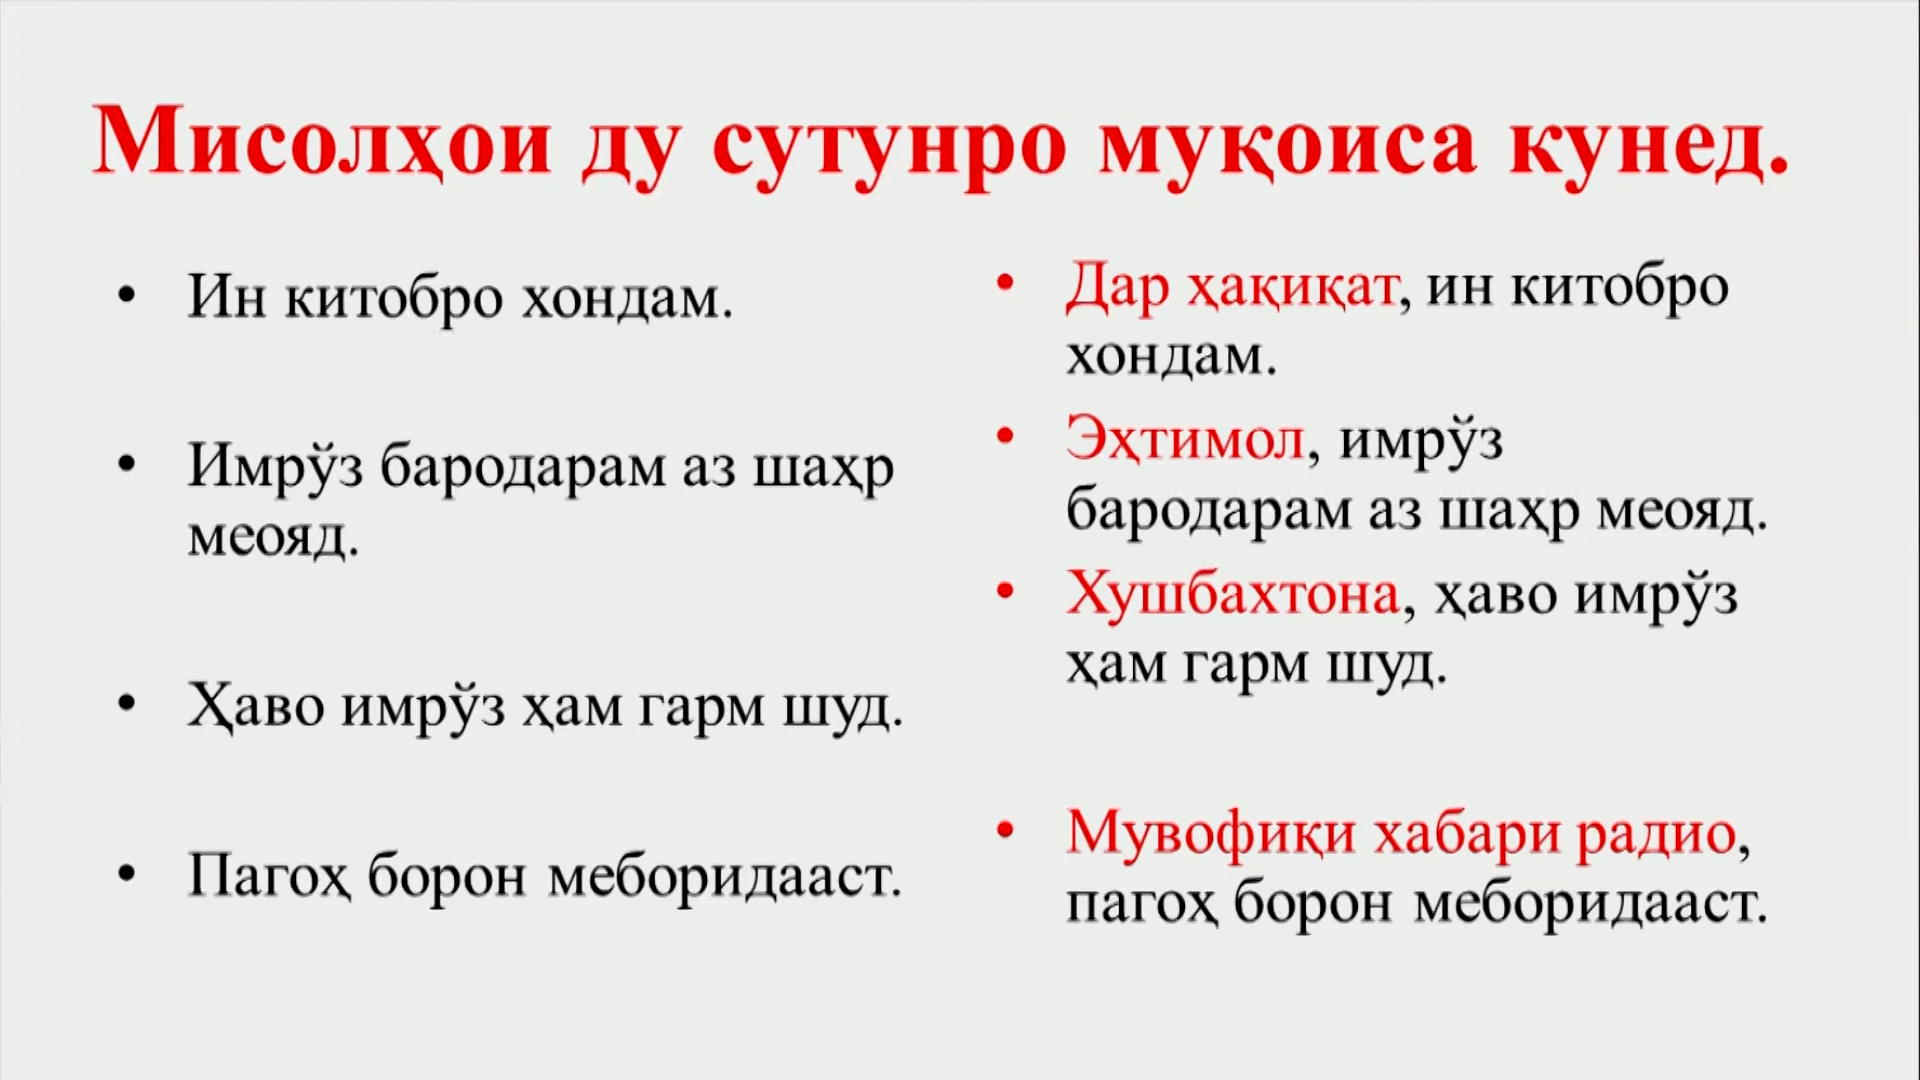 Мисолҳои ду сутунро муқоиса кунед.
• Ин китобро хондам.
• Имрӯз бародарам аз шаҳр
меояд.
• Ҳаво имрӯз ҳам гарм шуд.
• Пагоҳ борон меборидааст.
• Дар ҳақиқат, ин китобро
хондам.
• Эҳтимол, имрӯз
бародарам аз шаҳр меояд.
• Хушбахтона, ҳаво имрӯз
ҳам гарм шуд.
• Мувофиқи хабари радио,
пагоҳ борон меборидааст.